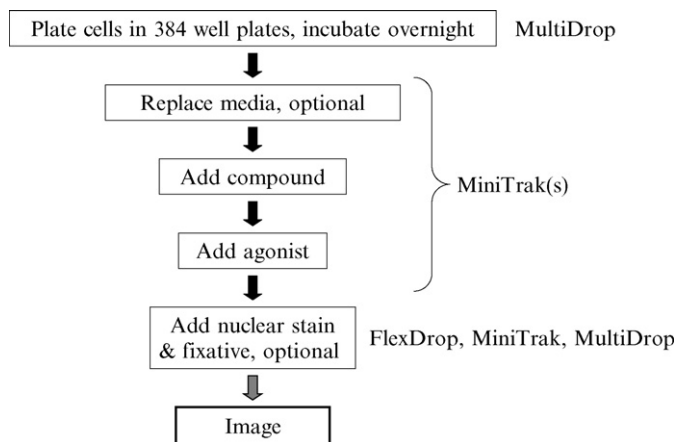 Plate cells in 384 well plates, incubate overnight MultiDrop
Replace media, optional
Add compound
MiniTrak(s)
Add agonist
Add nuclear stain
& fixative, optional
FlexDrop, MiniTrak, MultiDrop
Image